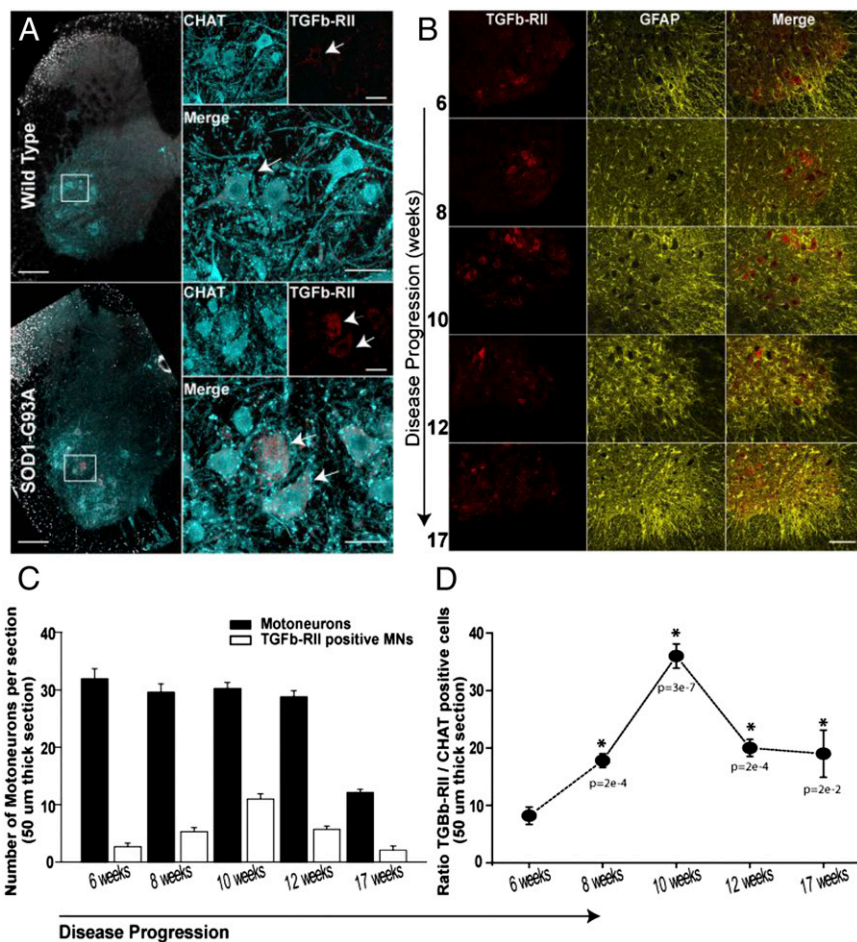 A
Wild Type
CHAT
TGFb-RII
Merge
SOD1-G93A
CHAT
TGFb-RII
Merge
B
TGFb-RII
GFAP
Merge
Disease Progression (weeks)
6
8
10
12
17
C
Number of Motoneurons per section
(50 um thick section)
Motoneurons
TGFb-RII positive MNs
40
30
20
10
0
6 weeks
8 weeks
10 weeks
12 weeks
17 weeks
Disease Progression
D
Ratio TGBb-RII / CHAT positive cells
(50 um thick section)
40
30
20
10
0
*
p=2e-4
*
p=3e-7
*
p=2e-4
*
p=2e-2
6 weeks
8 weeks
10 weeks
12 weeks
17 weeks